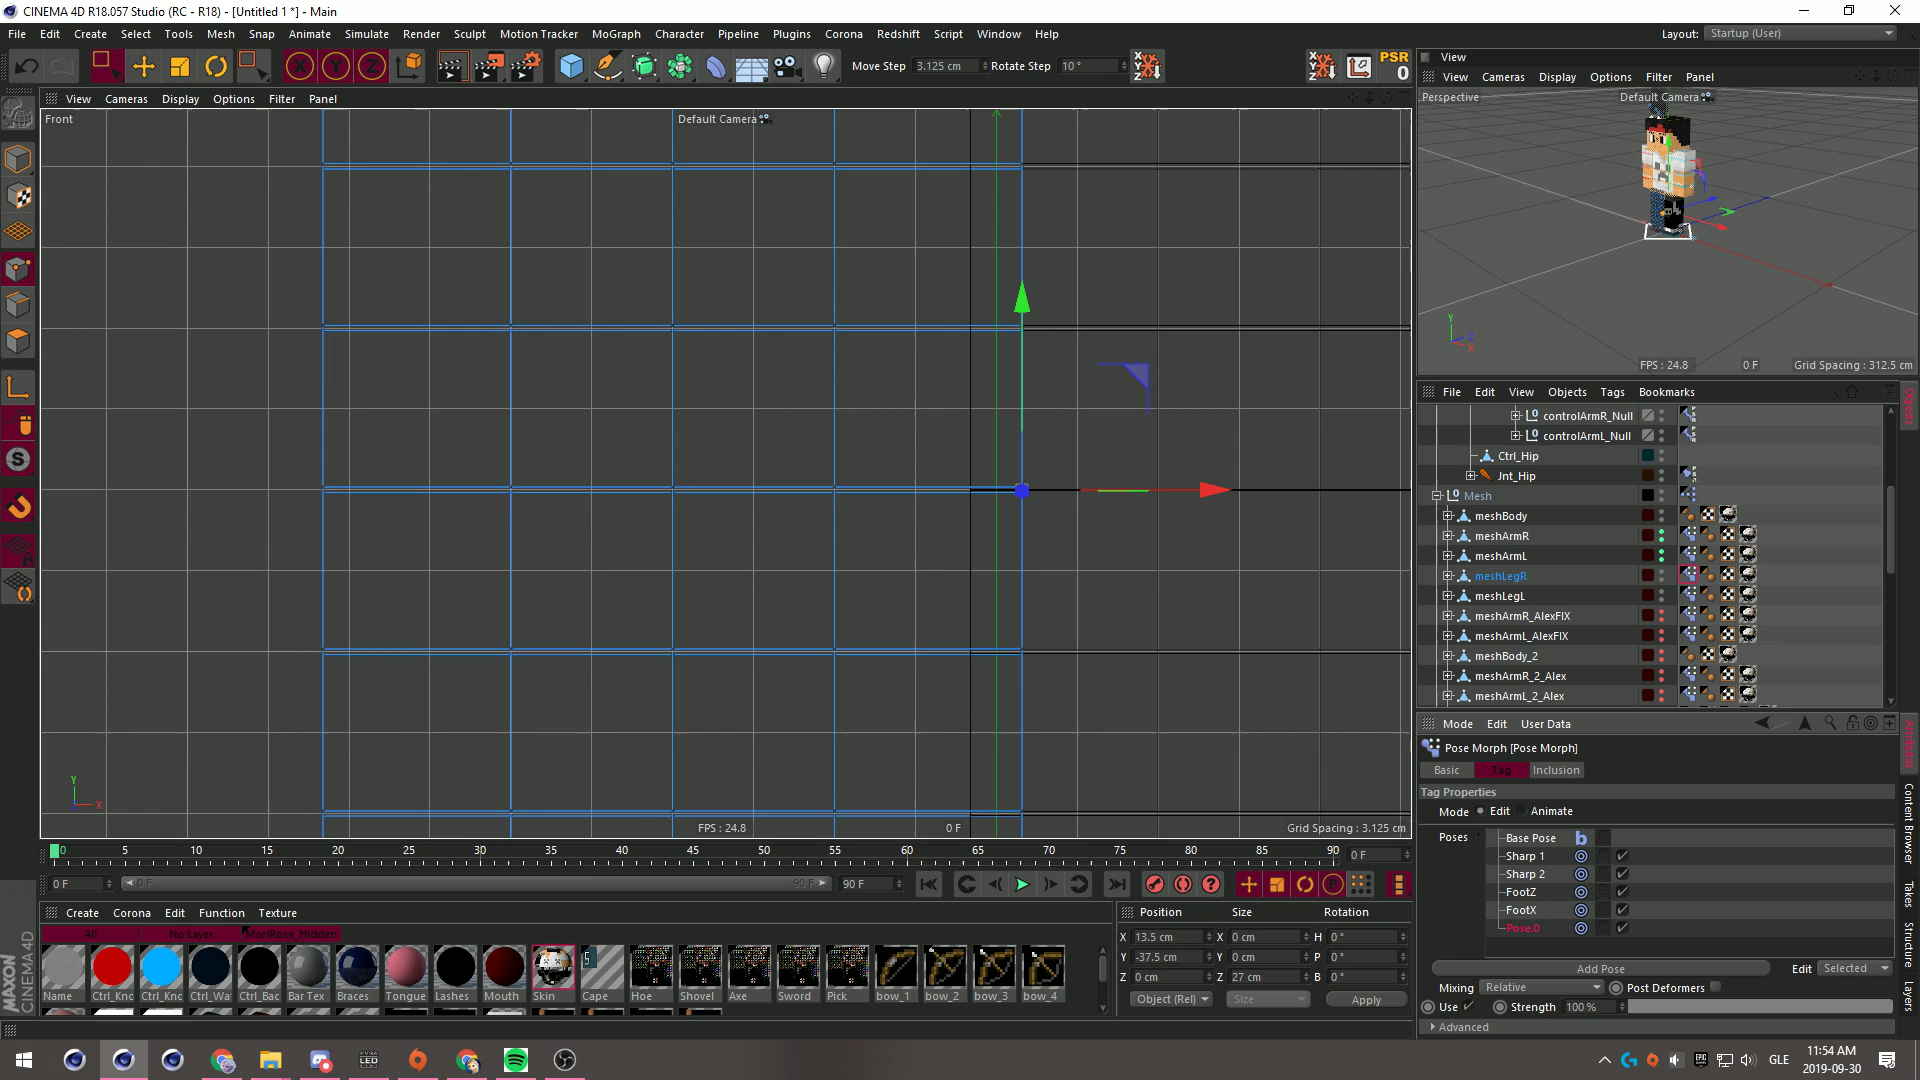 CINEMA 4D R18.057 Studio (RC - R18) - [Untitled 1 *] - Main
File Edit Create Select Tools Mesh Snap Animate Simulate Render Sculpt Motion Tracker MoGraph Character Pipeline Plugins Corona Redshift Script Window Help
Layout: Startup (User)
Move Step 3.125 cm Rotate Step 10 °
PSR
0
View Cameras Display Options Filter Panel
Front
Default Camera
FPS : 24.8
0 F
Grid Spacing : 3.125 cm
View
View Cameras Display Options Filter Panel
Perspective
Default Camera
FPS : 24.8
0 F
Grid Spacing : 312.5 cm
File Edit View Objects Tags Bookmarks
controlArmR_Null
controlArmL_Null
Ctrl_Hip
Jnt_Hip
Mesh
meshBody
meshArmR
meshArmL
meshLegR
meshLegL
meshArmR_AlexFIX
meshArmL_AlexFIX
meshBody_2
meshArmR_2_Alex
meshArmL_2_Alex
Objects
Mode Edit User Data
Pose Morph [Pose Morph]
Basic Tag Inclusion
Tag Properties
Mode Edit Animate
Poses
Base Pose
Sharp 1
Sharp 2
FootZ
FootX
Pose.0
Add Pose
Edit Selected
Mixing Relative Post Deformers
Use Strength 100 %
Advanced
Attributes
Content Browser
Takes
Structure
Layers
0 5 10 15 20 25 30 35 40 45 50 55 60 65 70 75 80 85 90
0 F
0 F 0 F 90 F 90 F
Create Corona Edit Function Texture
All No Layer MoriRose_Hidden
Name Ctrl_Knc Ctrl_Knc Ctrl_Wa Ctrl_Bac Bar Tex Braces Tongue Lashes Mouth Skin Cape Hoe Shovel Axe Sword Pick bow_1 bow_2 bow_3 bow_4
Position Size Rotation
X 13.5 cm X 0 cm H 0 °
Y -37.5 cm Y 0 cm P 0 °
Z 0 cm Z 27 cm B 0 °
Object (Rel) Size Apply
MAXON
CINEMA 4D
LED
EPIC
GLE
11:54 AM
2019-09-30